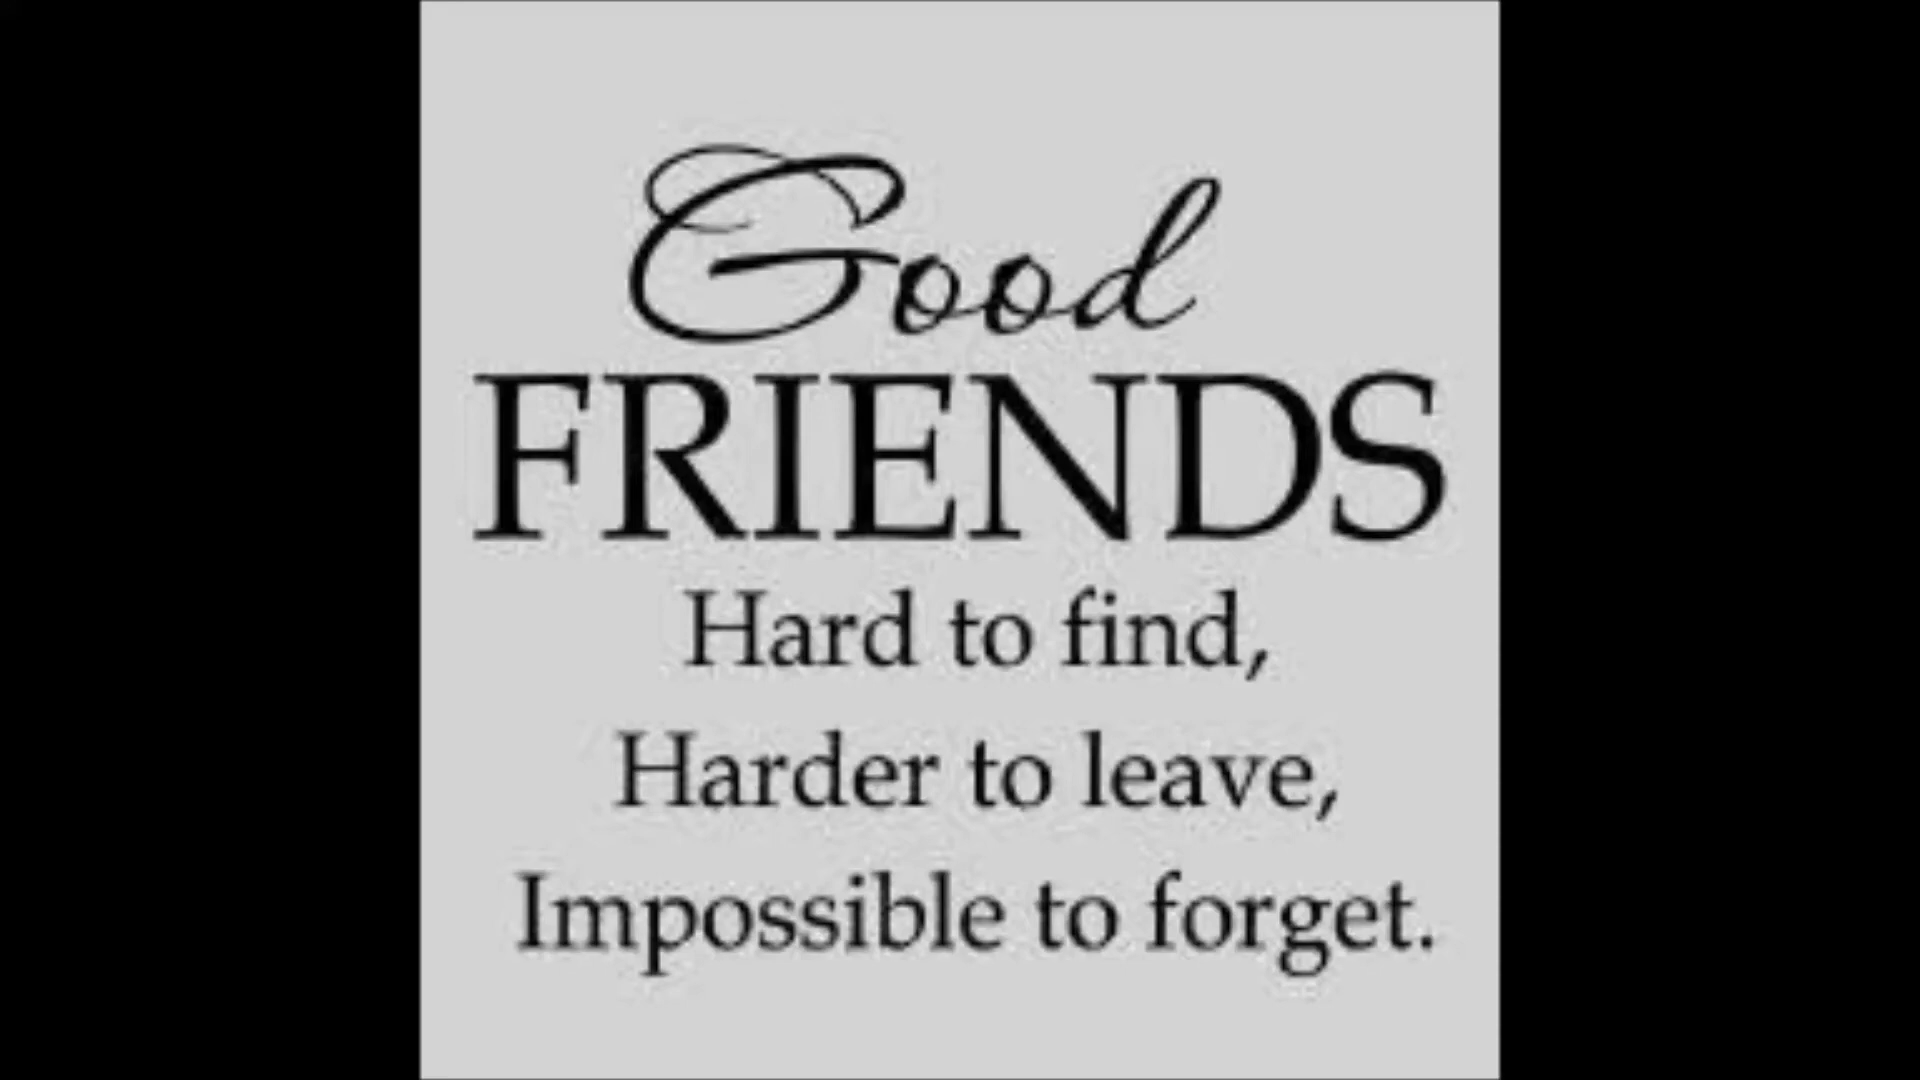 Good
FRIENDS
Hard to find,
Harder to leave,
Impossible to forget.